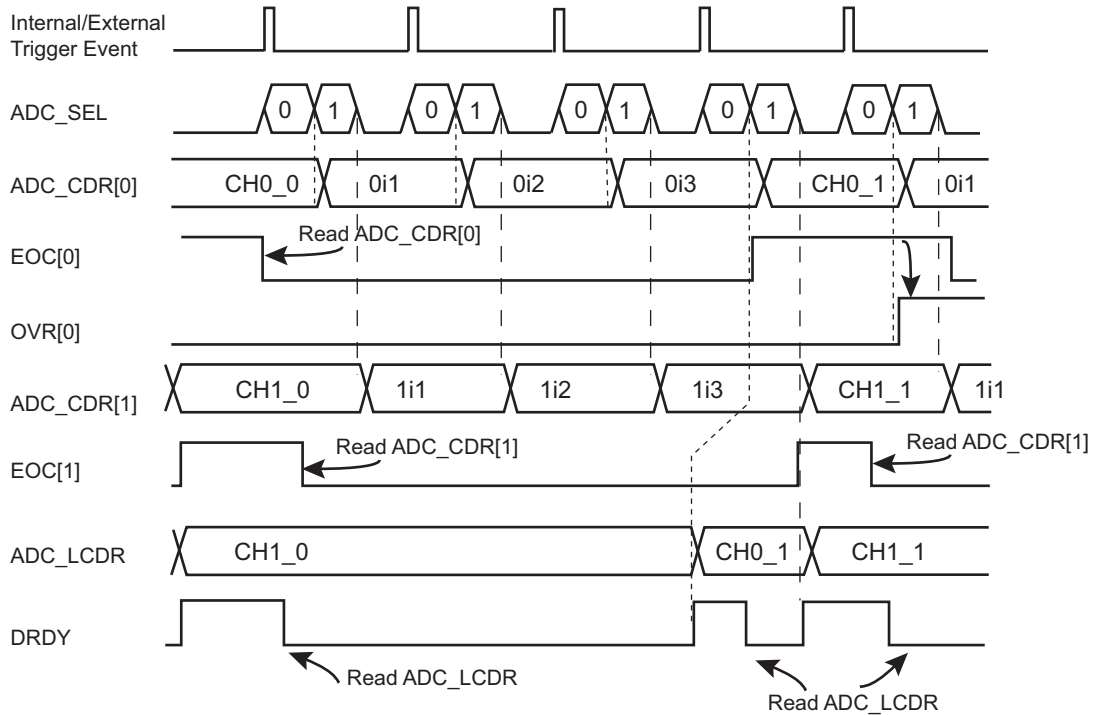 Internal/External
Trigger Event
ADC_SEL
0 1 0 1 0 1 0 1 0 1
ADC_CDR[0]
CH0_0 0i1 0i2 0i3 CH0_1 0i1
Read ADC_CDR[0]
EOC[0]
OVR[0]
ADC_CDR[1]
CH1_0 1i1 1i2 1i3 CH1_1 1i1
EOC[1]
Read ADC_CDR[1]
Read ADC_CDR[1]
ADC_LCDR
CH1_0 CH0_1 CH1_1
DRDY
Read ADC_LCDR
Read ADC_LCDR